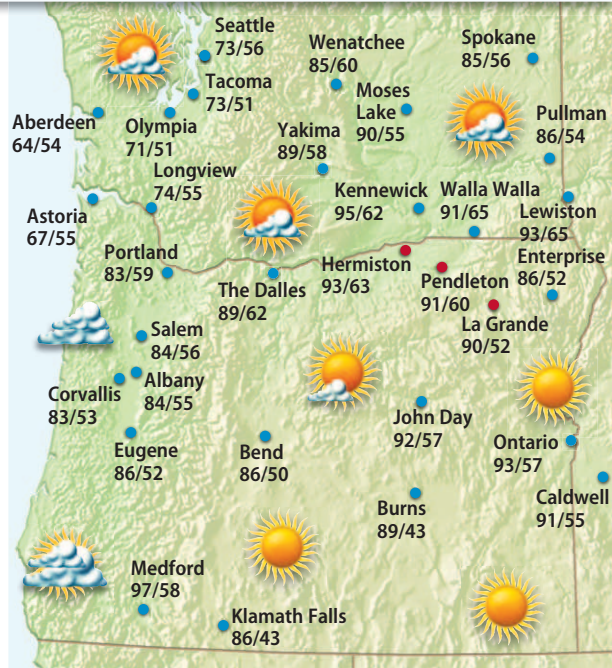 Seattle
73/56
Wenatchee
85/60
Spokane
85/56
Tacoma
73/51
Moses
Lake
90/55
Aberdeen
64/54
Olympia
71/51
Yakima
89/58
Pullman
86/54
Longview
74/55
Kennewick
95/62
Walla Walla
91/65
Lewiston
93/65
Astoria
67/55
Portland
83/59
The Dalles
89/62
Hermiston
93/63
Pendleton
91/60
Enterprise
86/52
La Grande
90/52
Salem
84/56
Albany
84/55
Corvallis
83/53
John Day
92/57
Eugene
86/52
Bend
86/50
Ontario
93/57
Burns
89/43
Caldwell
91/55
Medford
97/58
Klamath Falls
86/43